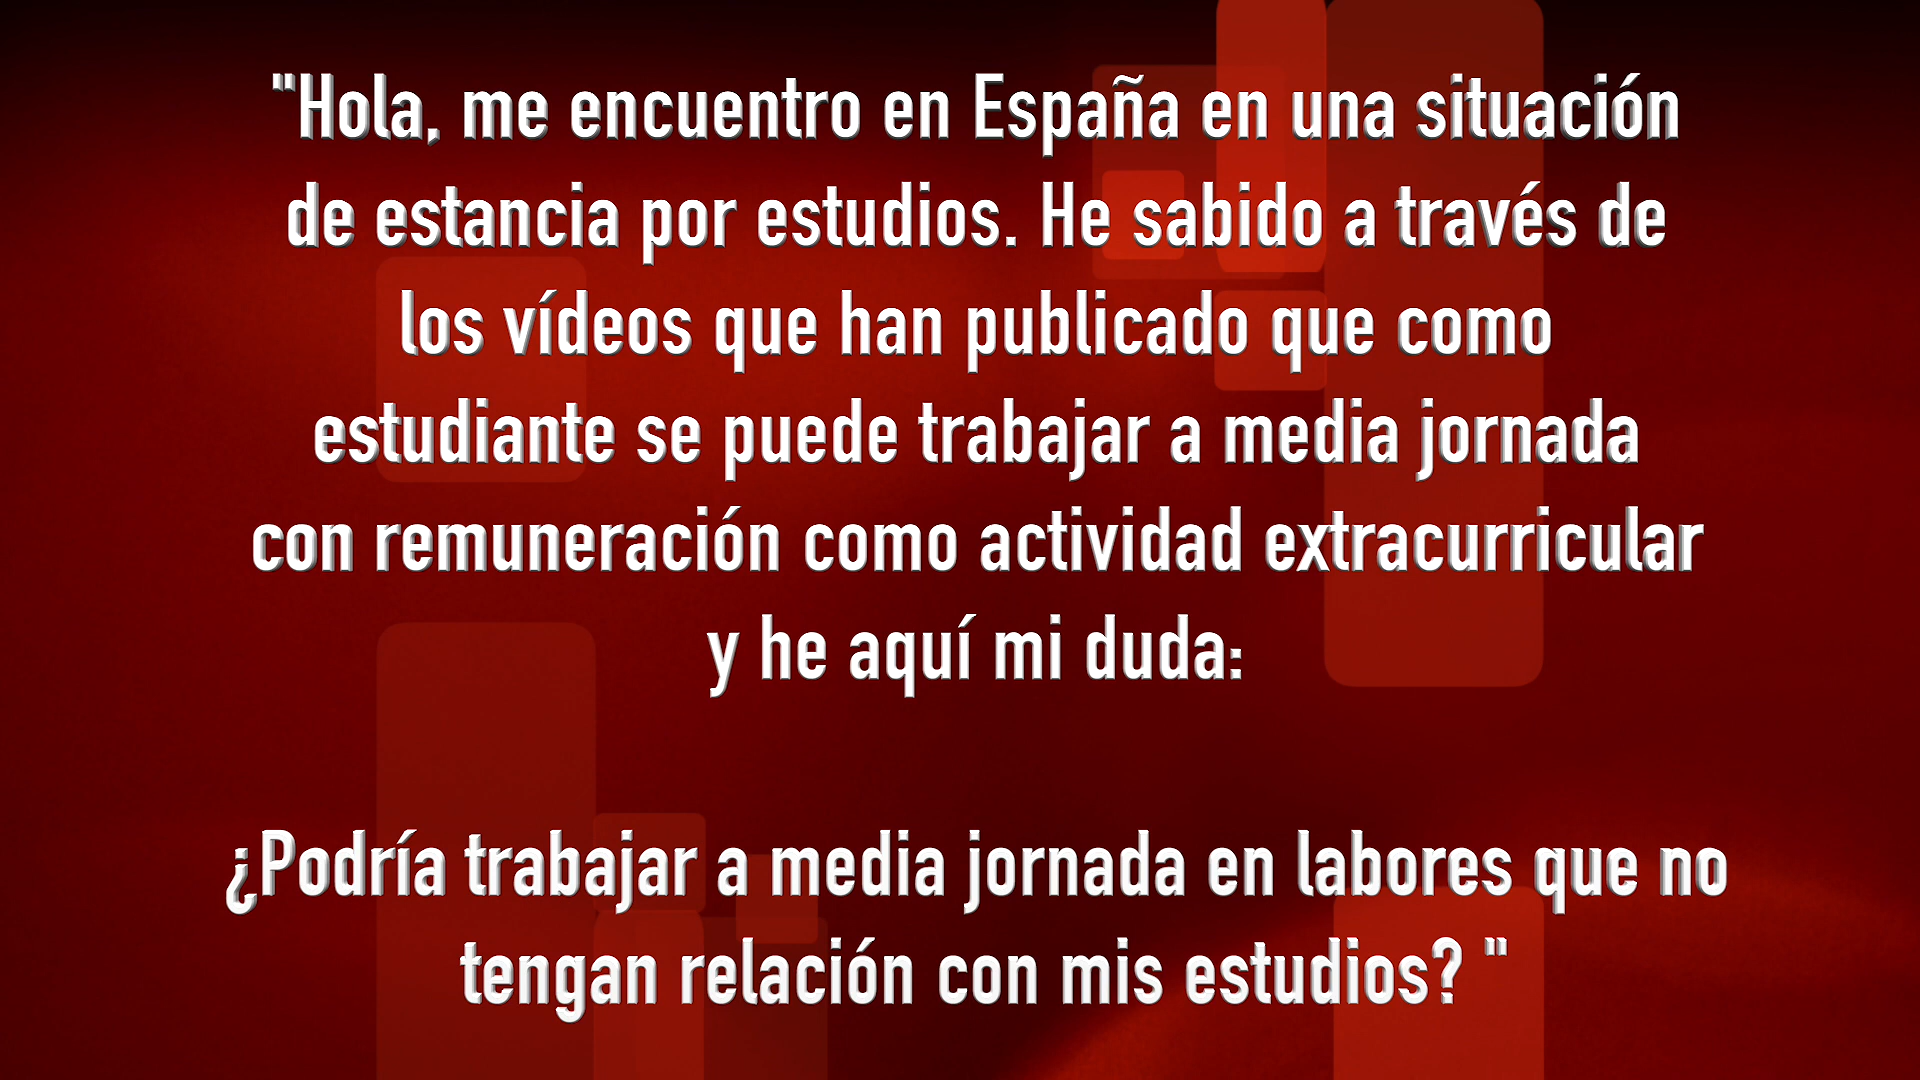 "Hola, me encuentro en España en una situación
de estancia por estudios. He sabido a través de
los vídeos que han publicado que como
estudiante se puede trabajar a media jornada
con remuneración como actividad extracurricular
y he aquí mi duda:
¿Podría trabajar a media jornada en labores que no
tengan relación con mis estudios? "